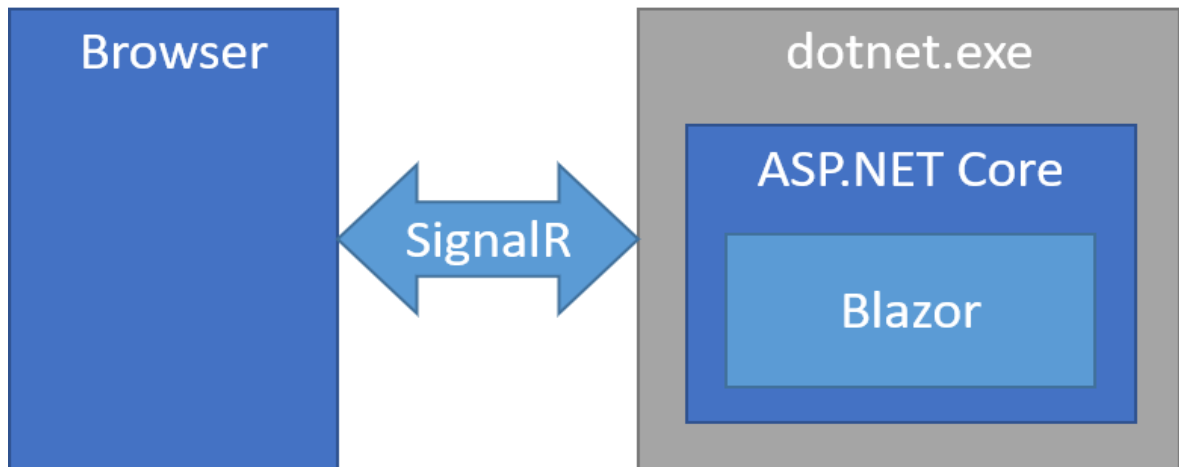 Browser
dotnet.exe
ASP.NET Core
SignalR
Blazor